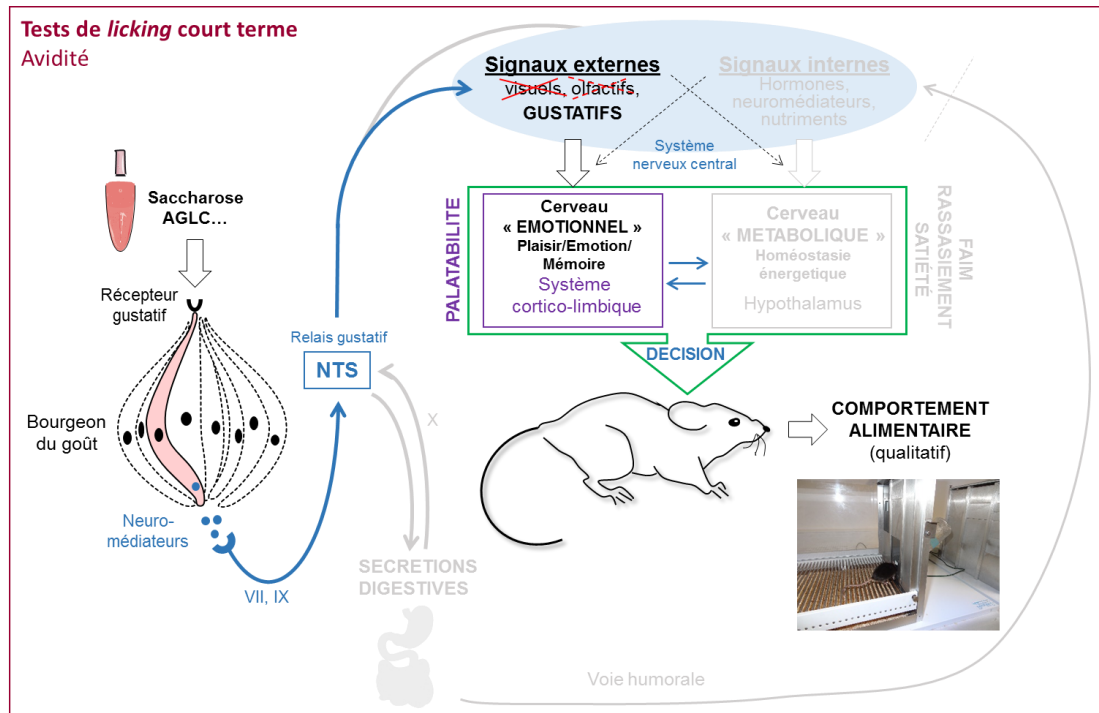 Tests de licking court terme
Avidité
Signaux externes
visuels, olfactifs,
GUSTATIFS
Signaux internes
Hormones,
neuromédiateurs,
nutriments
Système
nerveux central
Saccharose
AGLC...
Récepteur
gustatif
Bourgeon
du goût
Neuro-
médiateurs
VII, IX
Relais gustatif
NTS
X
SECRETIONS
DIGESTIVES
Voie humorale
PALATABILITE
Cerveau
« EMOTIONNEL »
Plaisir/Emotion/
Mémoire
Système
cortico-limbique
Cerveau
« METABOLIQUE »
Homéostasie
énergetique
Hypothalamus
FAIM
RASSASIEMENT
SATIÉTÉ
DECISION
COMPORTEMENT
ALIMENTAIRE
(qualitatif)